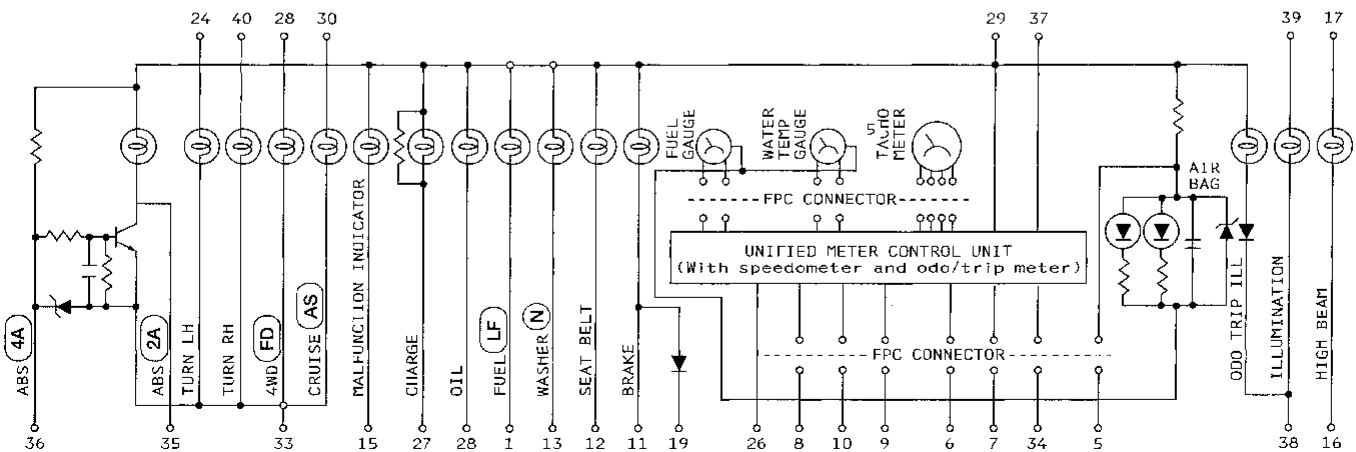 24 40 28 30 29 37 39 17
FUEL GAUGE
WATER TEMP GAUGE
TACHO METER
5
AIR BAG
FPC CONNECTOR
UNIFIED METER CONTROL UNIT
(With speedometer and odo/trip meter)
FPC CONNECTOR
ABS 4A
ABS 2A
TURN LH
TURN RH
4WD FD
CRUISE AS
MALFUNCTION INDICATOR
CHARGE
OIL
FUEL LF
WASHER N
SEAT BELT
BRAKE
ODO TRIP ILL
ILLUMINATION
HIGH BEAM
36 35 33 15 27 28 1 13 12 11 19 26 8 10 9 6 7 34 5 38 16